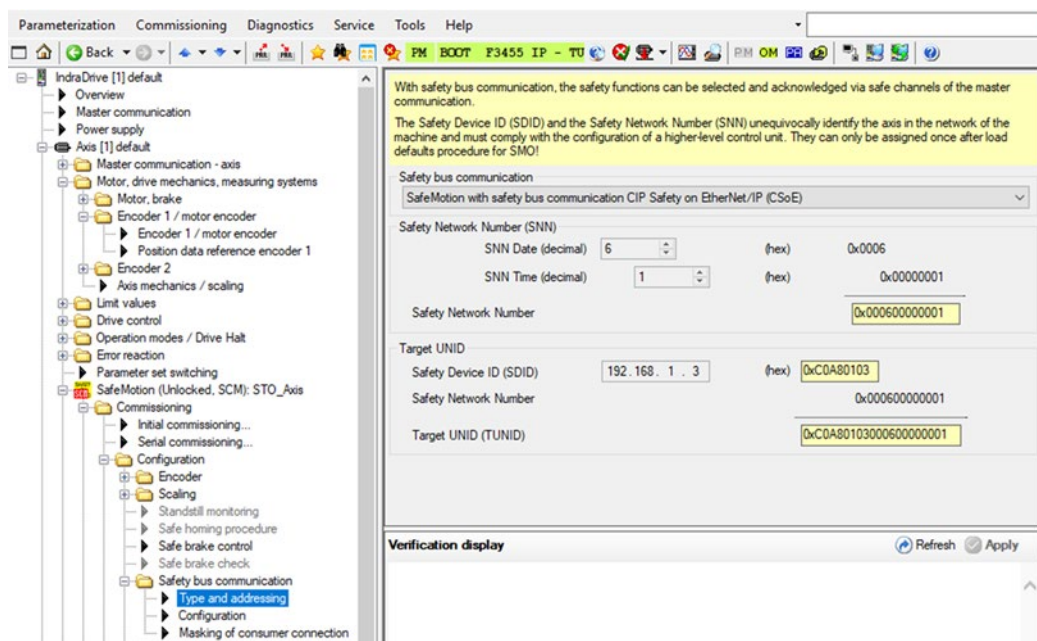 Parameterization Commissioning Diagnostics Service Tools Help
Back PM BOOT F3455 IP - TU PM OM
IndraDrive [1] default
Overview
Master communication
Power supply
Axis [1] default
Master communication - axis
Motor, drive mechanics, measuring systems
Motor, brake
Encoder 1 / motor encoder
Encoder 1 / motor encoder
Position data reference encoder 1
Encoder 2
Axis mechanics / scaling
Limit values
Drive control
Operation modes / Drive Halt
Error reaction
Parameter set switching
SafeMotion (Unlocked, SCM): STO_Axis
Commissioning
Initial commissioning...
Serial commissioning...
Configuration
Encoder
Scaling
Standstill monitoring
Safe homing procedure
Safe brake control
Safe brake check
Safety bus communication
Type and addressing
Configuration
Masking of consumer connection
With safety bus communication, the safety functions can be selected and acknowledged via safe channels of the master
communication.
The Safety Device ID (SDID) and the Safety Network Number (SNN) unequivocally identify the axis in the network of the
machine and must comply with the configuration of a higher-level control unit. They can only be assigned once after load
defaults procedure for SMO!
Safety bus communication
SafeMotion with safety bus communication CIP Safety on EtherNet/IP (CSoE)
Safety Network Number (SNN)
SNN Date (decimal) 6 (hex) 0x0006
SNN Time (decimal) 1 (hex) 0x00000001
Safety Network Number 0x000600000001
Target UNID
Safety Device ID (SDID) 192.168. 1 . 3 (hex) 0xC0A80103
Safety Network Number 0x000600000001
Target UNID (TUNID) 0xC0A80103000600000001
Verification display Refresh Apply